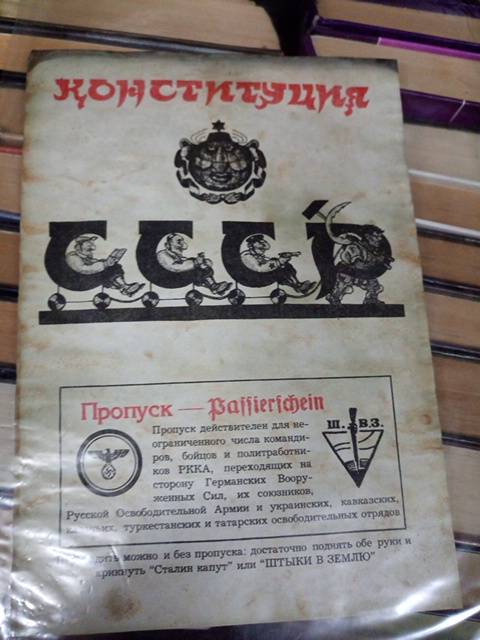 КОНСТИТУЦИЯ
СССР
Пропуск — Passierschein
Пропуск действителен для не-
ограниченного числа команди-
ров, бойцов и политработни-
ков РККА, переходящих на
сторону Германских Воору-
женных Сил, их союзников,
Ш. В.З.
Русской Освободительной Армии и украинских, кавказских,
туркестанских и татарских освободительных отрядов
можно и без пропуска: достаточно поднять обе руки и
"Сталин капут" или "ШТЫКИ В ЗЕМЛЮ"